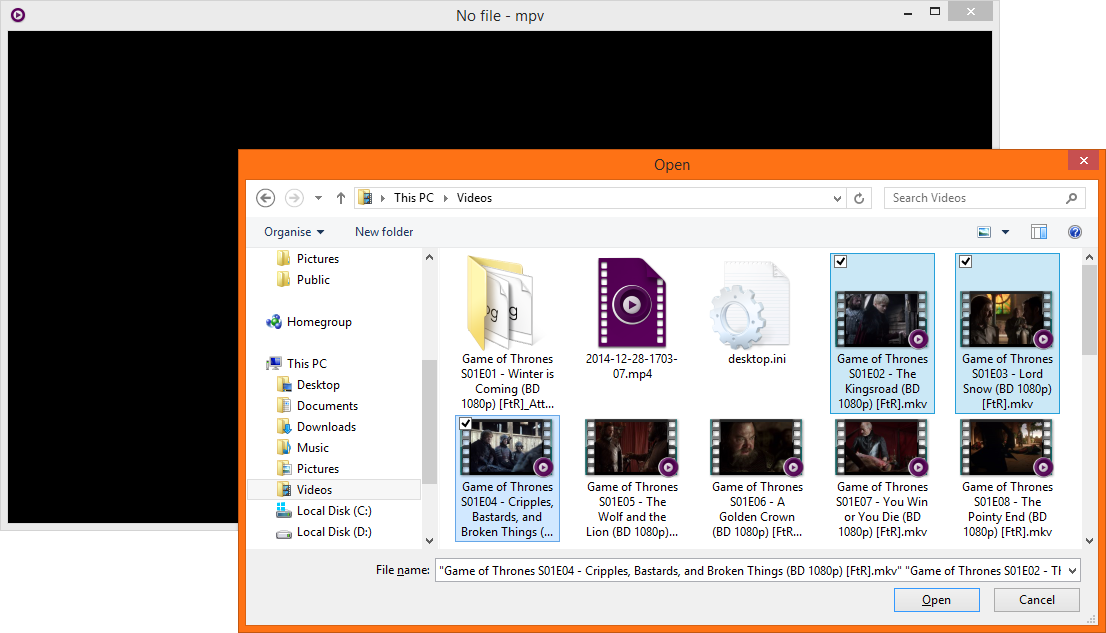 No file - mpv
Open
This PC
Videos
Search Videos
Organise
New folder
Pictures
Public
Homegroup
This PC
Desktop
Documents
Downloads
Music
Pictures
Videos
Local Disk (C:)
Local Disk (D:)
Game of Thrones
S01E01 - Winter is
Coming (BD
1080p) [FtR]_Att...
2014-12-28-1703-
07.mp4
desktop.ini
Game of Thrones
S01E02 - The
Kingsroad (BD
1080p) [FtR].mkv
Game of Thrones
S01E03 - Lord
Snow (BD 1080p)
[FtR].mkv
Game of Thrones
S01E04 - Cripples,
Bastards, and
Broken Things (...
Game of Thrones
S01E05 - The
Wolf and the
Lion (BD 1080p)...
Game of Thrones
S01E06 - A
Golden Crown
(BD 1080p) [FtR...
Game of Thrones
S01E07 - You Win
or You Die (BD
1080p) [FtR].mkv
Game of Thrones
S01E08 - The
Pointy End (BD
1080p) [FtR].mkv
File name:
"Game of Thrones S01E04 - Cripples, Bastards, and Broken Things (BD 1080p) [FtR].mkv" "Game of Thrones S01E02 -
Open
Cancel